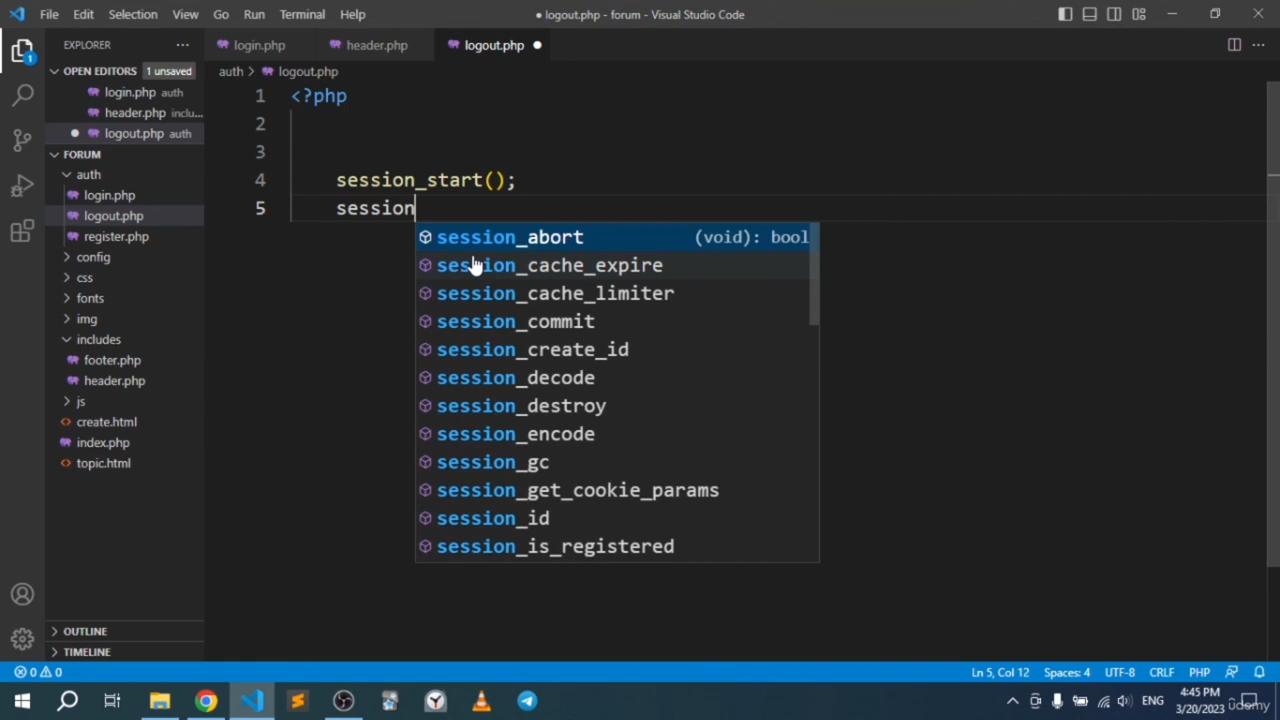 File Edit Selection View Go Run Terminal Help
● logout.php - forum - Visual Studio Code
EXPLORER
login.php
header.php
logout.php
OPEN EDITORS 1 unsaved
auth > logout.php
login.php auth
header.php inclu...
logout.php auth
FORUM
auth
login.php
logout.php
register.php
config
css
fonts
img
includes
footer.php
header.php
js
create.html
index.php
topic.html
OUTLINE
TIMELINE
1 <?php
2
3
4 session_start();
5 session
session_abort (void): bool
session_cache_expire
session_cache_limiter
session_commit
session_create_id
session_decode
session_destroy
session_encode
session_gc
session_get_cookie_params
session_id
session_is_registered
1
0 0
Ln 5, Col 12 Spaces: 4 UTF-8 CRLF PHP
ENG
4:45 PM
3/20/2023
Udemy